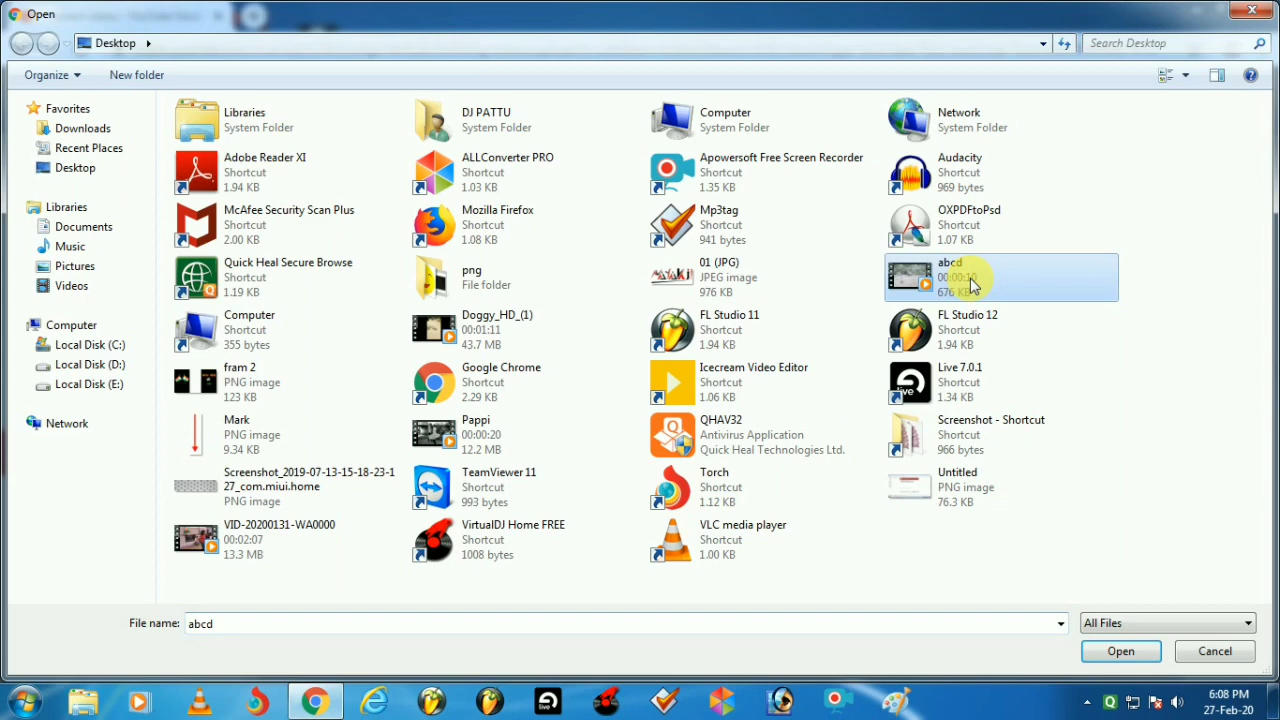 Open
Desktop
Search Desktop
Organize
New folder
Favorites
Downloads
Recent Places
Desktop
Libraries
Documents
Music
Pictures
Videos
Computer
Local Disk (C:)
Local Disk (D:)
Local Disk (E:)
Network
Libraries
System Folder
DJ PATTU
System Folder
Computer
System Folder
Network
System Folder
Adobe Reader XI
Shortcut
1.94 KB
ALLConverter PRO
Shortcut
1.03 KB
Apowersoft Free Screen Recorder
Shortcut
1.35 KB
Audacity
Shortcut
969 bytes
McAfee Security Scan Plus
Shortcut
2.00 KB
Mozilla Firefox
Shortcut
1.08 KB
Mp3tag
Shortcut
941 bytes
OXPDFtoPsd
Shortcut
1.07 KB
Quick Heal Secure Browse
Shortcut
1.19 KB
png
File folder
01 (JPG)
JPEG image
976 KB
abcd
00:00:10
676 KB
Computer
Shortcut
355 bytes
Doggy_HD_(1)
00:01:11
43.7 MB
FL Studio 11
Shortcut
1.94 KB
FL Studio 12
Shortcut
1.94 KB
fram 2
PNG image
123 KB
Google Chrome
Shortcut
2.29 KB
Icecream Video Editor
Shortcut
1.06 KB
Live 7.0.1
Shortcut
1.34 KB
Mark
PNG image
9.34 KB
Pappi
00:00:20
12.2 MB
QHAV32
Antivirus Application
Quick Heal Technologies Ltd.
Screenshot - Shortcut
Shortcut
966 bytes
Screenshot_2019-07-13-15-18-23-1
27_com.miui.home
PNG image
TeamViewer 11
Shortcut
993 bytes
Torch
Shortcut
1.12 KB
Untitled
PNG image
76.3 KB
VID-20200131-WA0000
00:02:07
13.3 MB
VirtualDJ Home FREE
Shortcut
1008 bytes
VLC media player
Shortcut
1.00 KB
File name: abcd
All Files
Open
Cancel
6:08 PM
27-Feb-20